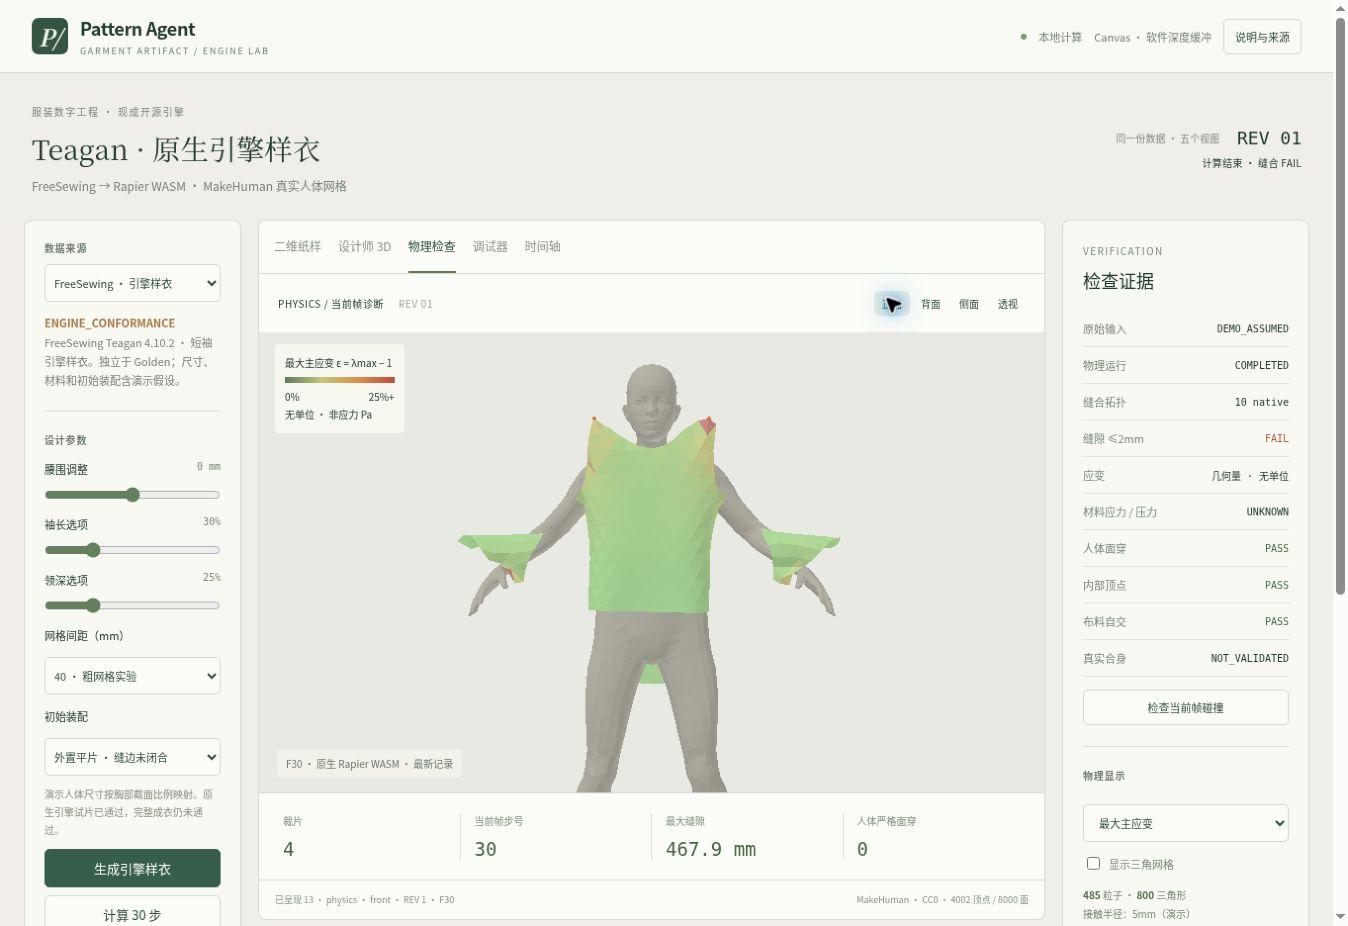 P/
Pattern Agent
GARMENT ARTIFACT / ENGINE LAB
本地计算
Canvas · 软件深度缓冲
说明与来源
服装数字工程 · 现成开源引擎
Teagan · 原生引擎样衣
FreeSewing → Rapier WASM · MakeHuman 真实人体网格
同一份数据 · 五个视图
REV 01
计算结束 · 缝合 FAIL
数据来源
FreeSewing · 引擎样衣
ENGINE_CONFORMANCE
FreeSewing Teagan 4.10.2 · 短袖
引擎样衣。独立于 Golden；尺寸、
材料和初始装配含演示假设。
设计参数
腰围调整
0 mm
袖长选项
30%
领深选项
25%
网格间距（mm）
40 · 粗网格实验
初始装配
外置平片 · 缝边未闭合
演示人体尺寸按胸部截面比例映射。原
生引擎试片已通过，完整成衣仍未通
过。
生成引擎样衣
计算 30 步
二维纸样
设计师 3D
物理检查
调试器
时间轴
PHYSICS / 当前帧诊断
REV 01
背面
侧面
透视
最大主应变 ε = λmax − 1
0%
25%+
无单位 · 非应力 Pa
F30 · 原生 Rapier WASM · 最新记录
裁片
4
当前帧步号
30
最大缝隙
467.9 mm
人体严格面穿
0
已呈现 13 · physics · front · REV 1 · F30
MakeHuman · CC0 · 4002 顶点 / 8000 面
VERIFICATION
检查证据
原始输入
DEMO_ASSUMED
物理运行
COMPLETED
缝合拓扑
10 native
缝隙 ≤2mm
FAIL
应变
几何量 · 无单位
材料应力 / 压力
UNKNOWN
人体面穿
PASS
内部顶点
PASS
布料自交
PASS
真实合身
NOT_VALIDATED
检查当前帧碰撞
物理显示
最大主应变
显示三角网格
485 粒子 · 800 三角形
接触半径：5mm（演示）